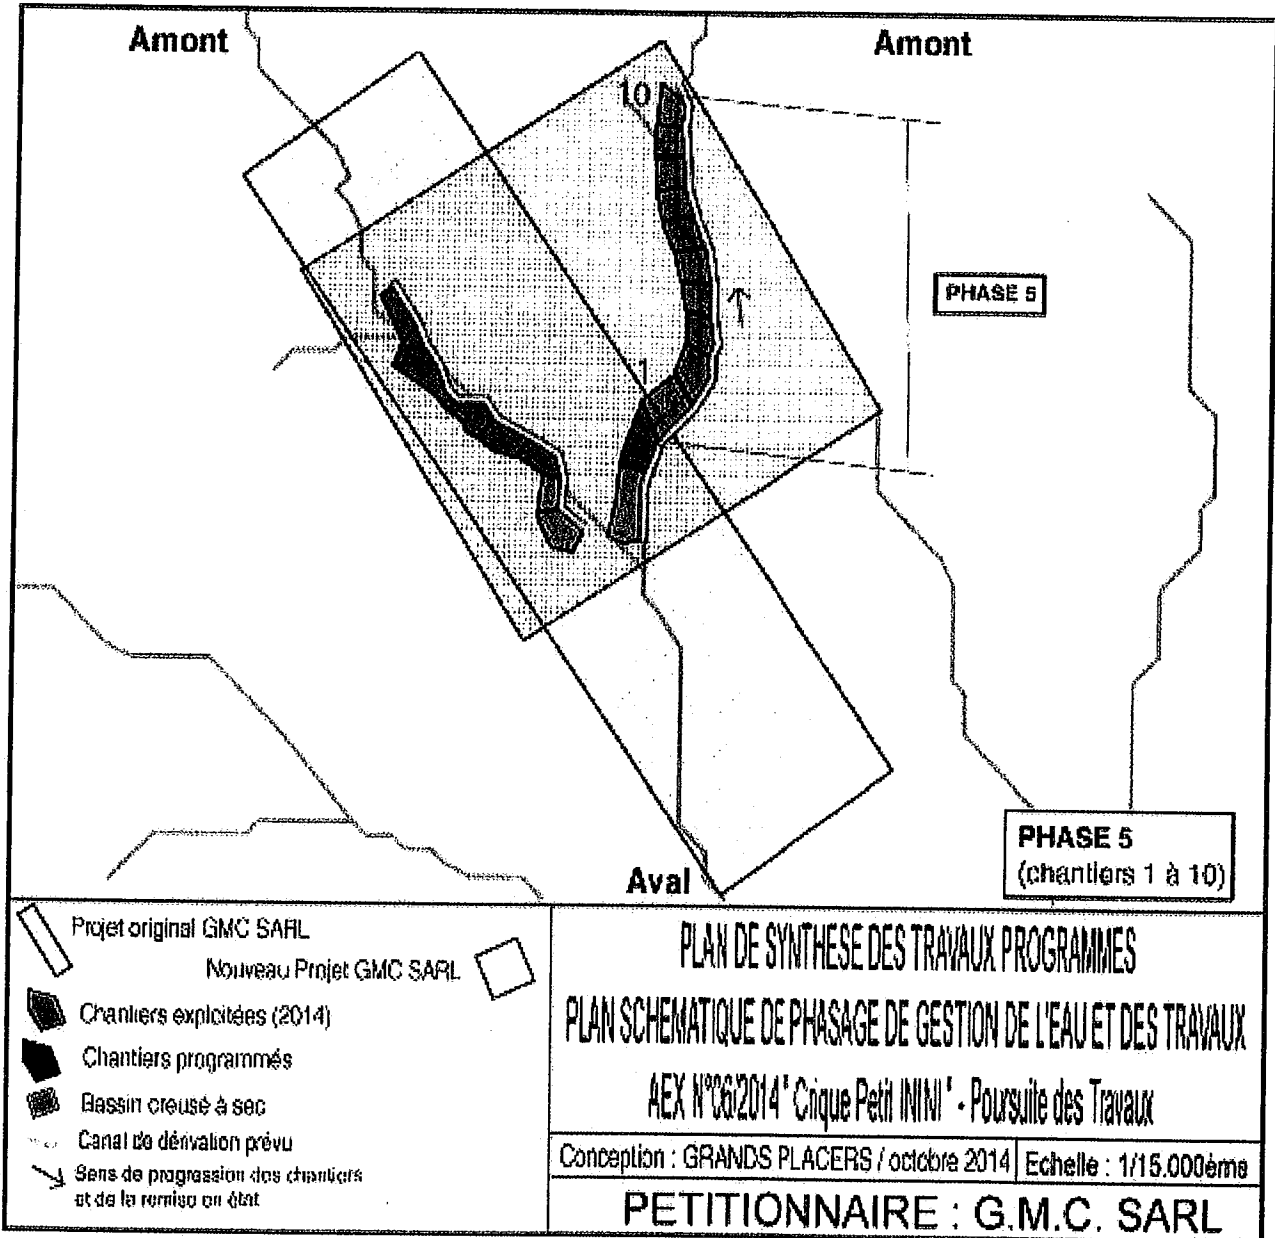 Amont
Amont
10
PHASE 5
1
PHASE 5
(chantiers 1 à 10)
Aval
Projet original GMC SARL
Nouveau Projet GMC SARL
Chantiers exploitées (2014)
Chantiers programmés
Bassin creusé à sec
Canal de dérivation prévu
Sens de progression des chantiers
et de la remise en état
PLAN DE SYNTHESE DES TRAVAUX PROGRAMMES
PLAN SCHEMATIQUE DE PHASAGE DE GESTION DE L'EAU ET DES TRAVAUX
AEX N°06/2014 " Crique Petit ININI " - Poursuite des Travaux
Conception : GRANDS PLACERS / octobre 2014
Echelle : 1/15.000ème
PETITIONNAIRE : G.M.C. SARL